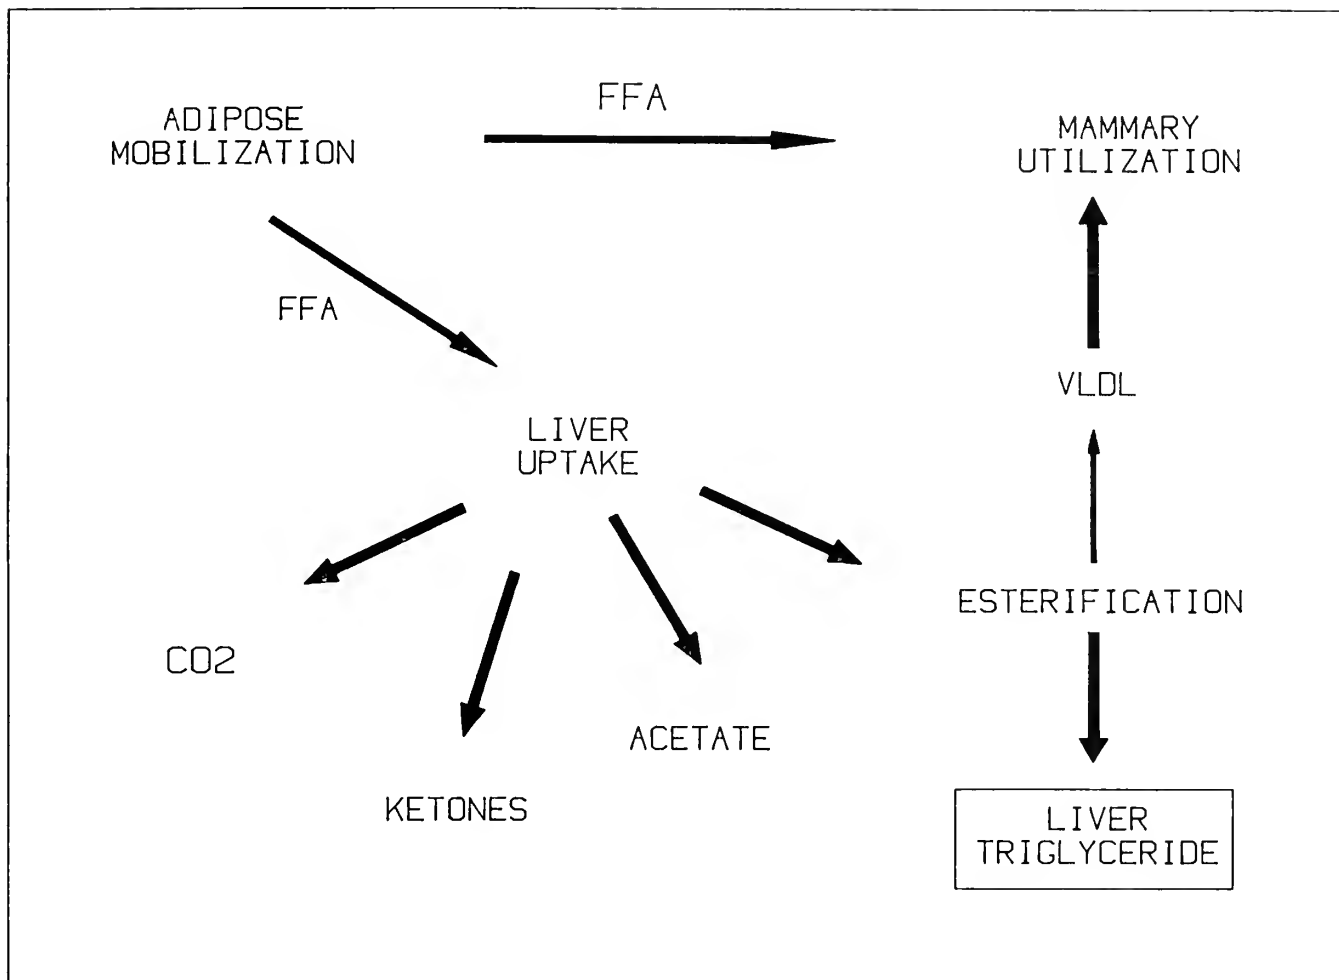 FFA
ADIPOSE
MOBILIZATION
MAMMARY
UTILIZATION
FFA
VLDL
LIVER
UPTAKE
ESTERIFICATION
CO2
ACETATE
KETONES
LIVER
TRIGLYCERIDE